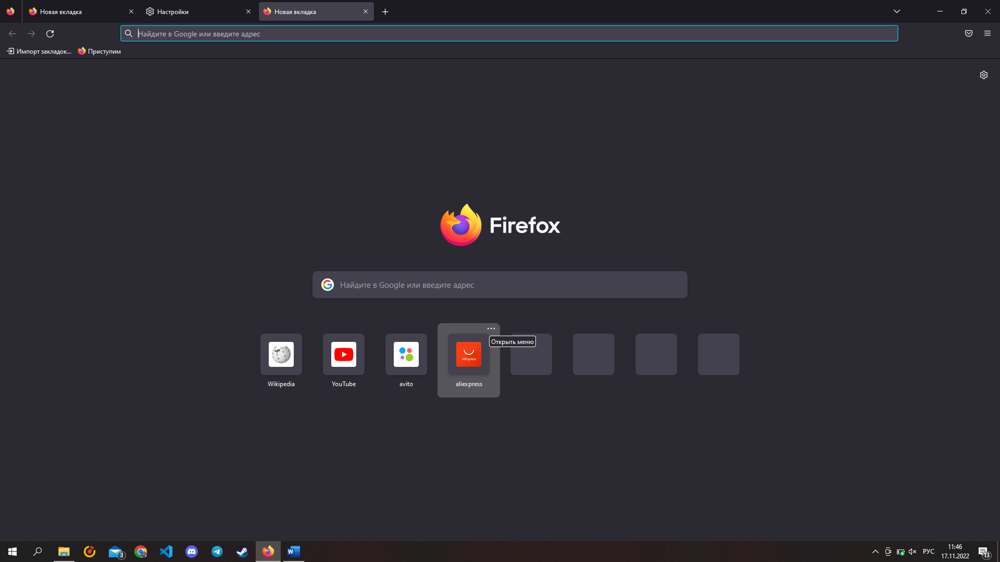 Новая вкладка
Настройки
Новая вкладка
Найдите в Google или введите адрес
Импорт закладок...
Приступим
Firefox
Найдите в Google или введите адрес
Открыть меню
AliExpress
Wikipedia
YouTube
avito
aliexpress
3
РУС
11:46
17.11.2022
13